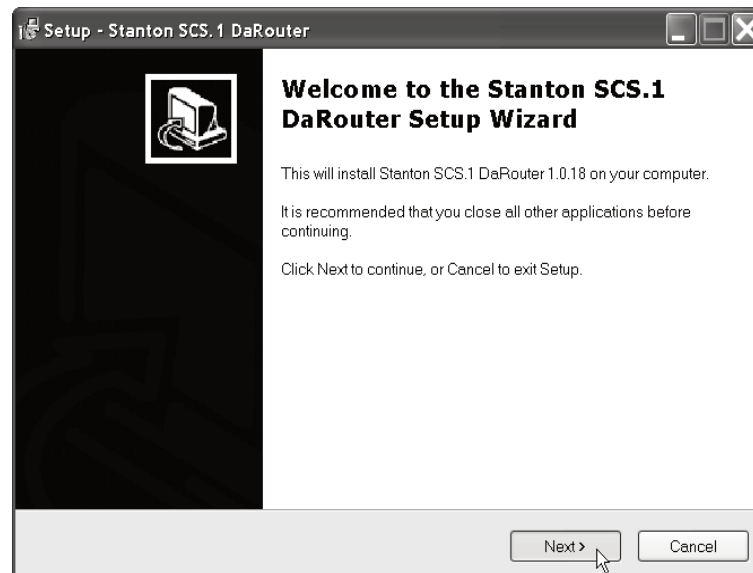 Setup - Stanton SCS.1 DaRouter
Welcome to the Stanton SCS.1
DaRouter Setup Wizard
This will install Stanton SCS.1 DaRouter 1.0.18 on your computer.
It is recommended that you close all other applications before
continuing.
Click Next to continue, or Cancel to exit Setup.
Next >
Cancel